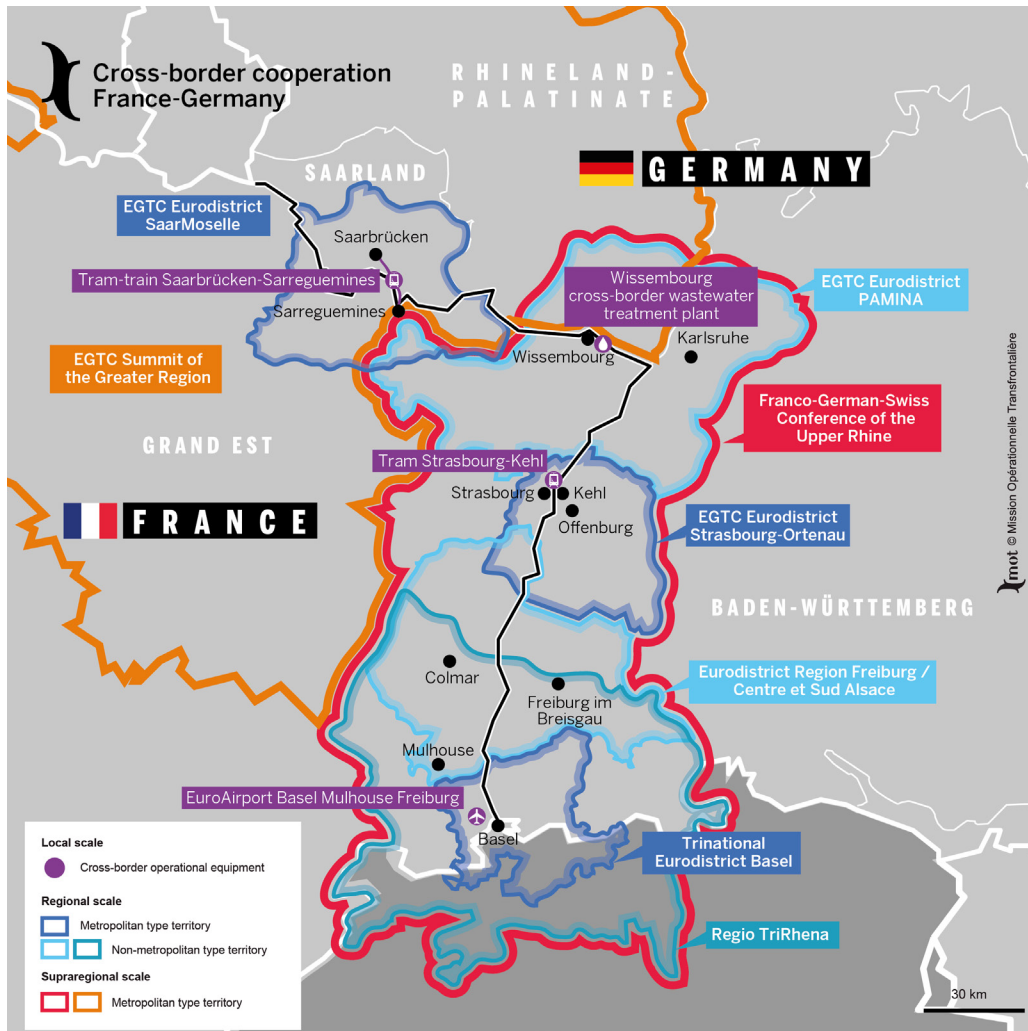 Cross-border cooperation
France-Germany
RHINELAND-
PALATINATE
SAARLAND
GERMANY
EGTC Eurodistrict
SaarMoselle
Saarbrücken
Tram-train Saarbrücken-Sarreguemines
Sarreguemines
Wissembourg
cross-border wastewater
treatment plant
EGTC Eurodistrict
PAMINA
Wissembourg
Karlsruhe
EGTC Summit of
the Greater Region
Franco-German-Swiss
Conference of the
Upper Rhine
GRAND EST
Tram Strasbourg-Kehl
Strasbourg
Kehl
Offenburg
FRANCE
EGTC Eurodistrict
Strasbourg-Ortenau
mot © Mission Opérationnelle Transfrontalière
BADEN-WÜRTTEMBERG
Colmar
Freiburg im
Breisgau
Eurodistrict Region Freiburg /
Centre et Sud Alsace
Mulhouse
EuroAirport Basel Mulhouse Freiburg
Basel
Trinational
Eurodistrict Basel
Regio TriRhena
Local scale
Cross-border operational equipment
Regional scale
Metropolitan type territory
Non-metropolitan type territory
Supraregional scale
Metropolitan type territory
30 km